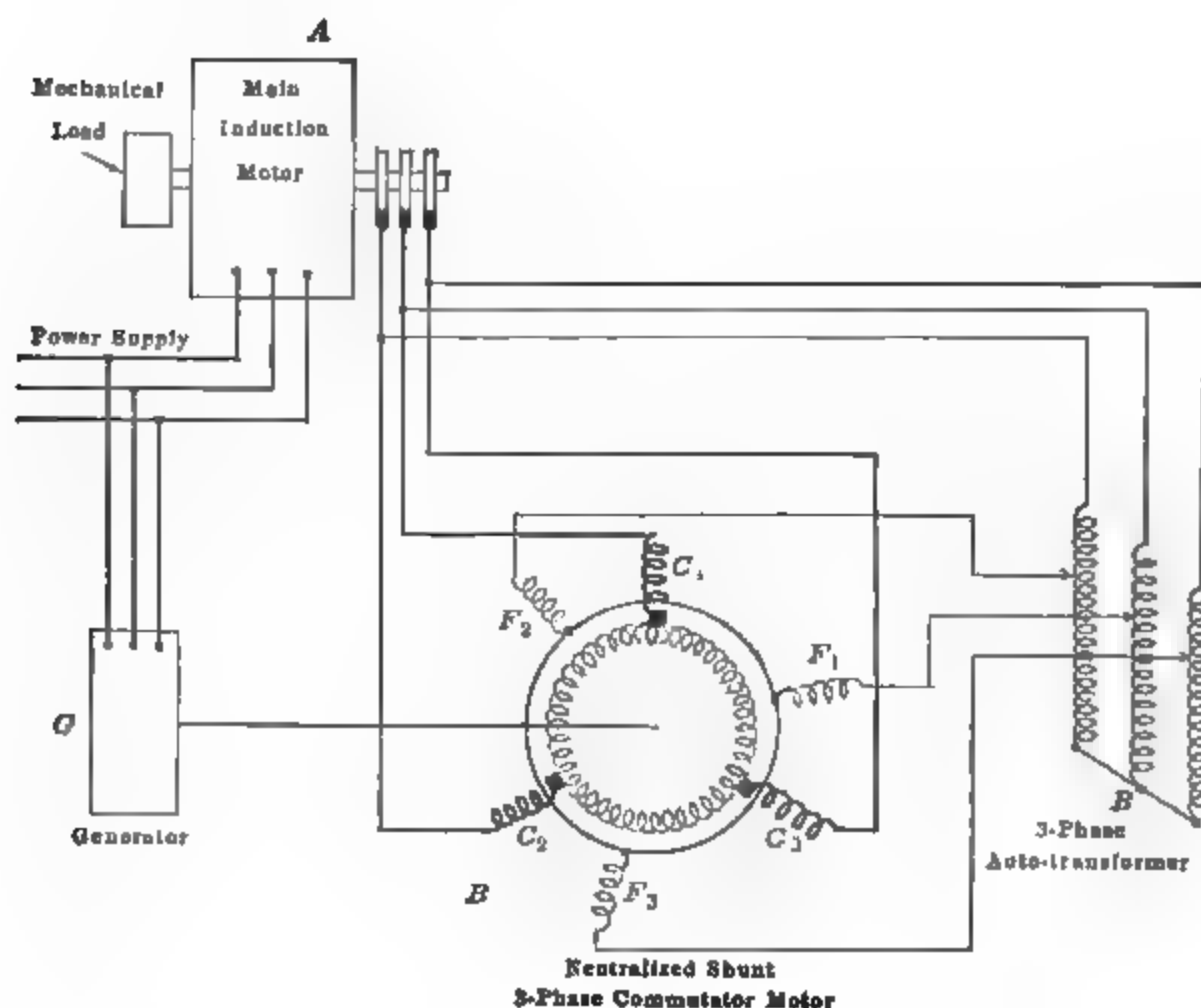 A
Mechanical
Load
Main
Induction
Motor
Power Supply
C
F2
F1
G
Generator
C2
C3
B
F3
B
3-Phase
Auto-transformer
Neutralized Shunt
3-Phase Commutator Motor